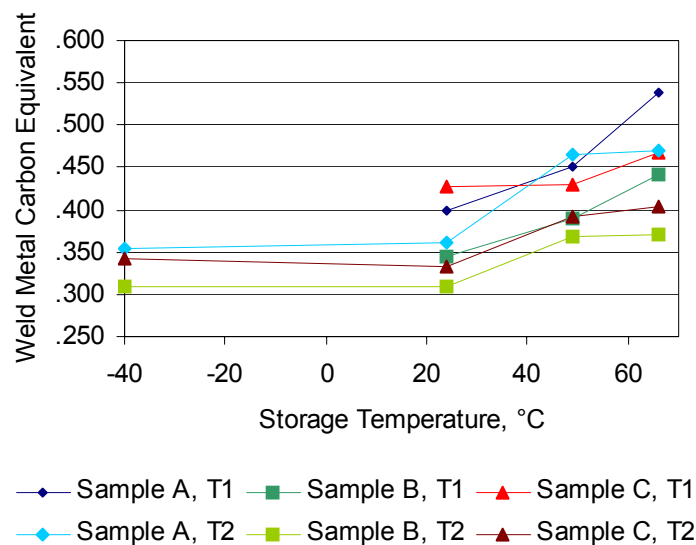 Weld Metal Carbon Equivalent
.600
.550
.500
.450
.400
.350
.300
.250
-40 -20 0 20 40 60
Storage Temperature, °C
Sample A, T1 Sample B, T1 Sample C, T1
Sample A, T2 Sample B, T2 Sample C, T2